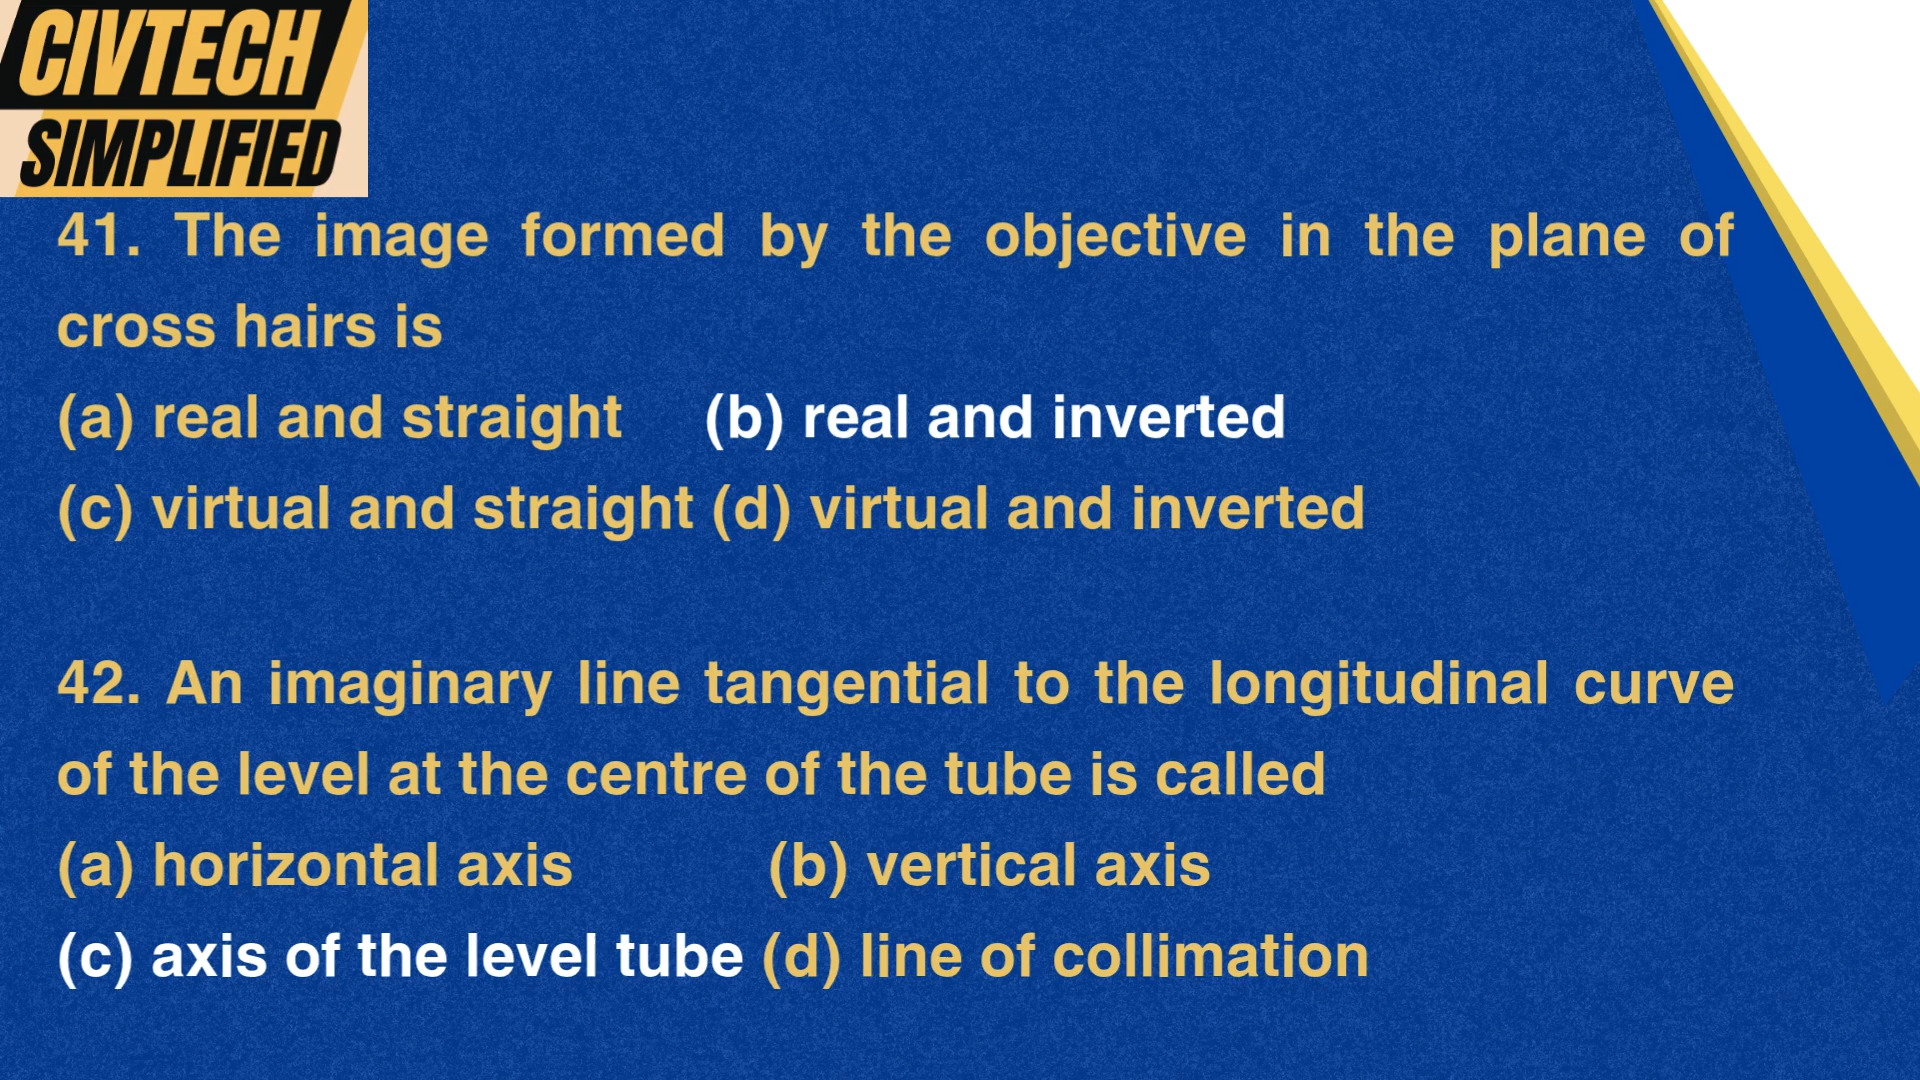 CIVTECH
SIMPLIFIED
41. The image formed by the objective in the plane of
cross hairs is
(a) real and straight (b) real and inverted
(c) virtual and straight (d) virtual and inverted
42. An imaginary line tangential to the longitudinal curve
of the level at the centre of the tube is called
(a) horizontal axis (b) vertical axis
(c) axis of the level tube (d) line of collimation